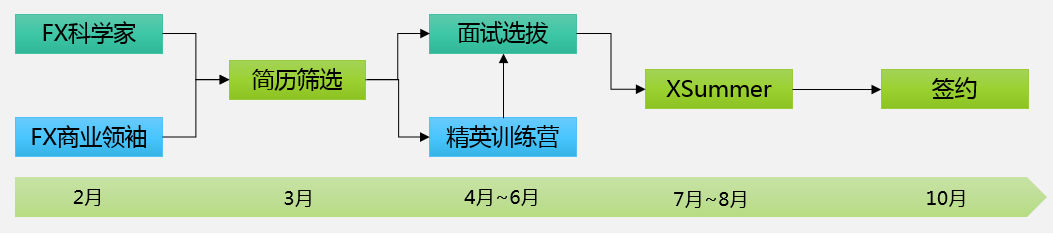 FX科学家
面试选拔
简历筛选
XSummer
签约
FX商业领袖
精英训练营
2月
3月
4月~6月
7月~8月
10月